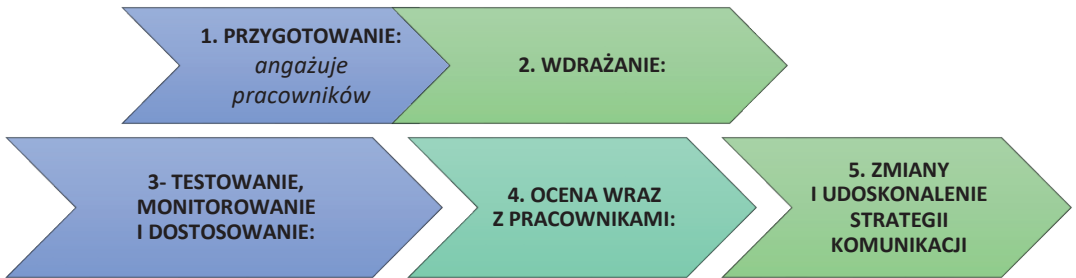 1. PRZYGOTOWANIE:
angażuje
pracowników
2. WDRAŻANIE:
3- TESTOWANIE,
MONITOROWANIE
I DOSTOSOWANIE:
4. OCENA WRAZ
Z PRACOWNIKAMI:
5. ZMIANY
I UDOSKONALENIE
STRATEGII
KOMUNIKACJI